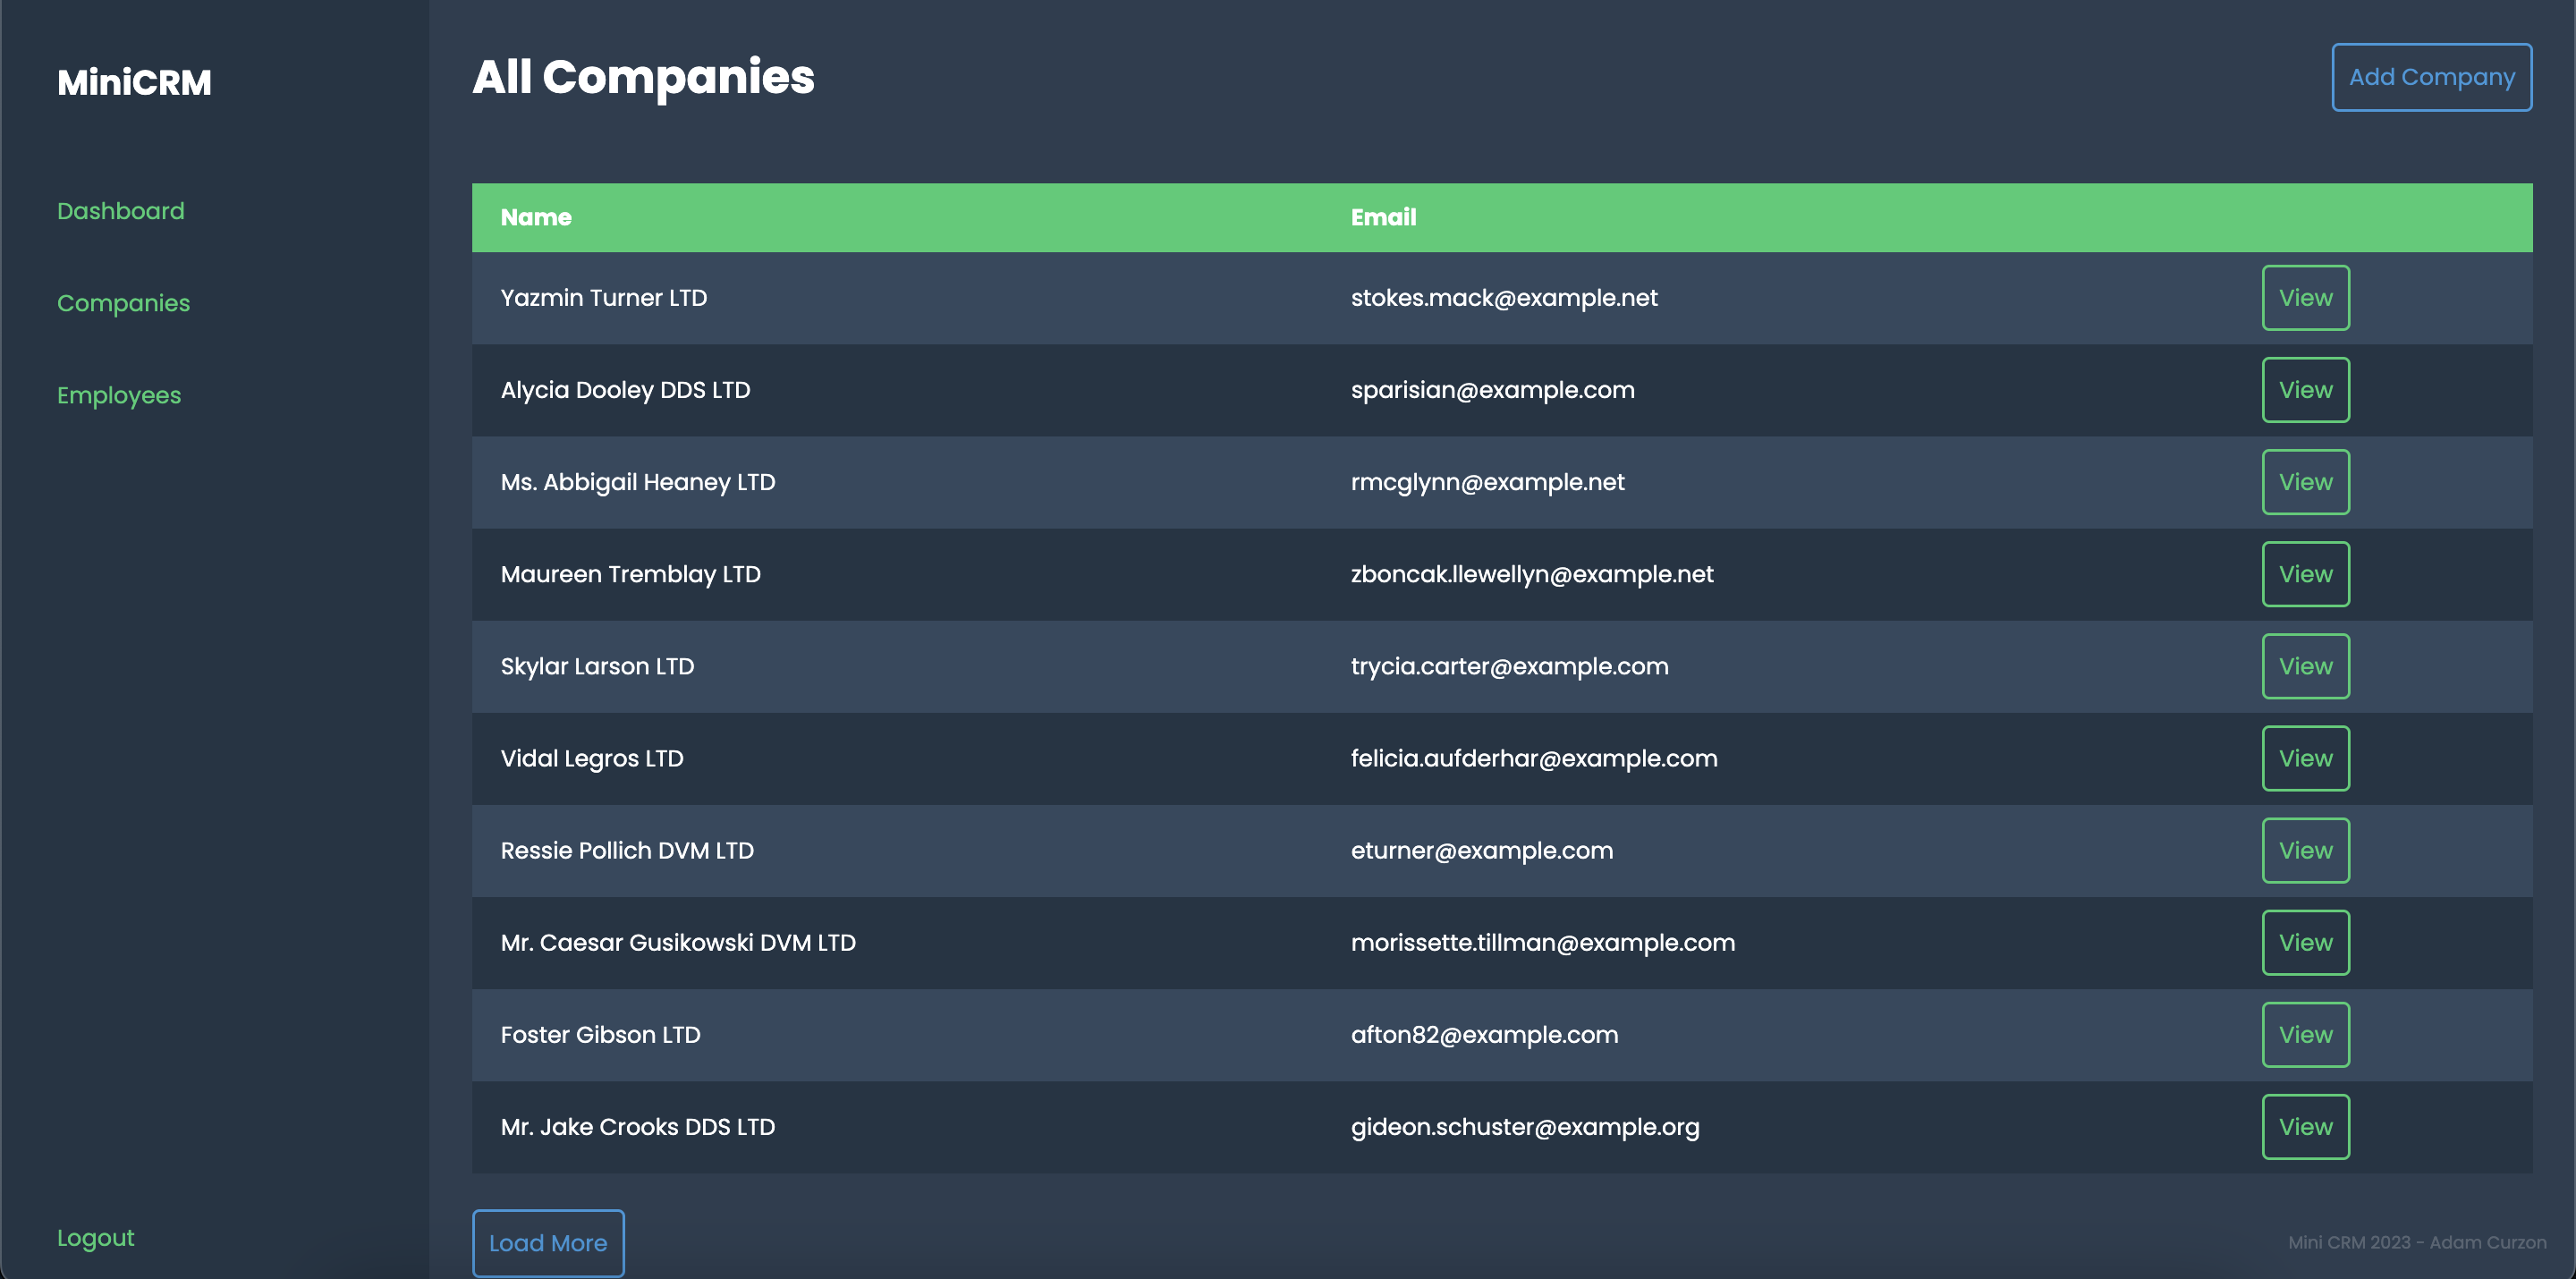 MiniCRM
Dashboard
Companies
Employees
Logout
All Companies
Add Company
Name Email
Yazmin Turner LTD stokes.mack@example.net View
Alycia Dooley DDS LTD sparisian@example.com View
Ms. Abbigail Heaney LTD rmcglynn@example.net View
Maureen Tremblay LTD zboncak.llewellyn@example.net View
Skylar Larson LTD trycia.carter@example.com View
Vidal Legros LTD felicia.aufderhar@example.com View
Ressie Pollich DVM LTD eturner@example.com View
Mr. Caesar Gusikowski DVM LTD morissette.tillman@example.com View
Foster Gibson LTD afton82@example.com View
Mr. Jake Crooks DDS LTD gideon.schuster@example.org View
Load More
Mini CRM 2023 - Adam Curzon